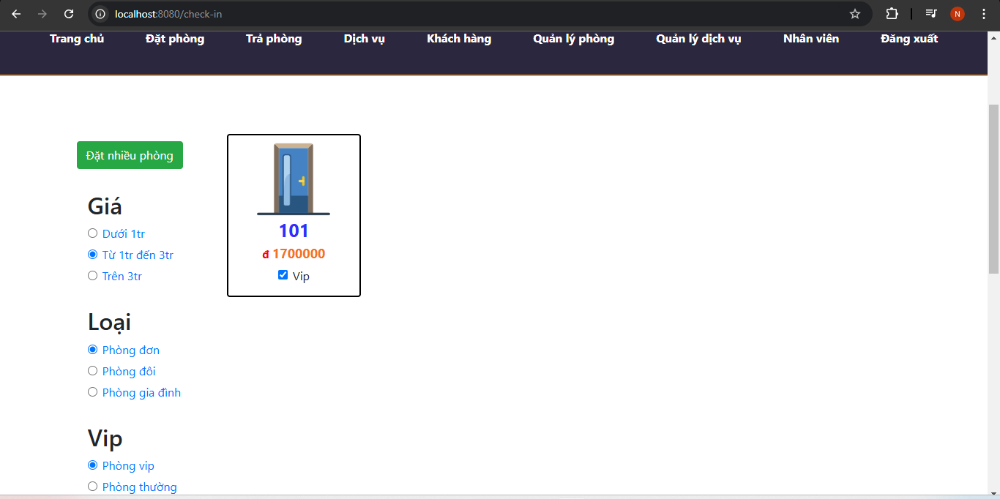 localhost:8080/check-in
N
Trang chủ Đặt phòng Trả phòng Dịch vụ Khách hàng Quản lý phòng Quản lý dịch vụ Nhân viên Đăng xuất
Đặt nhiều phòng
Giá
Dưới 1tr
Từ 1tr đến 3tr
Trên 3tr
Loại
Phòng đơn
Phòng đôi
Phòng gia đình
Vip
Phòng vip
Phòng thường
101
đ 1700000
Vip